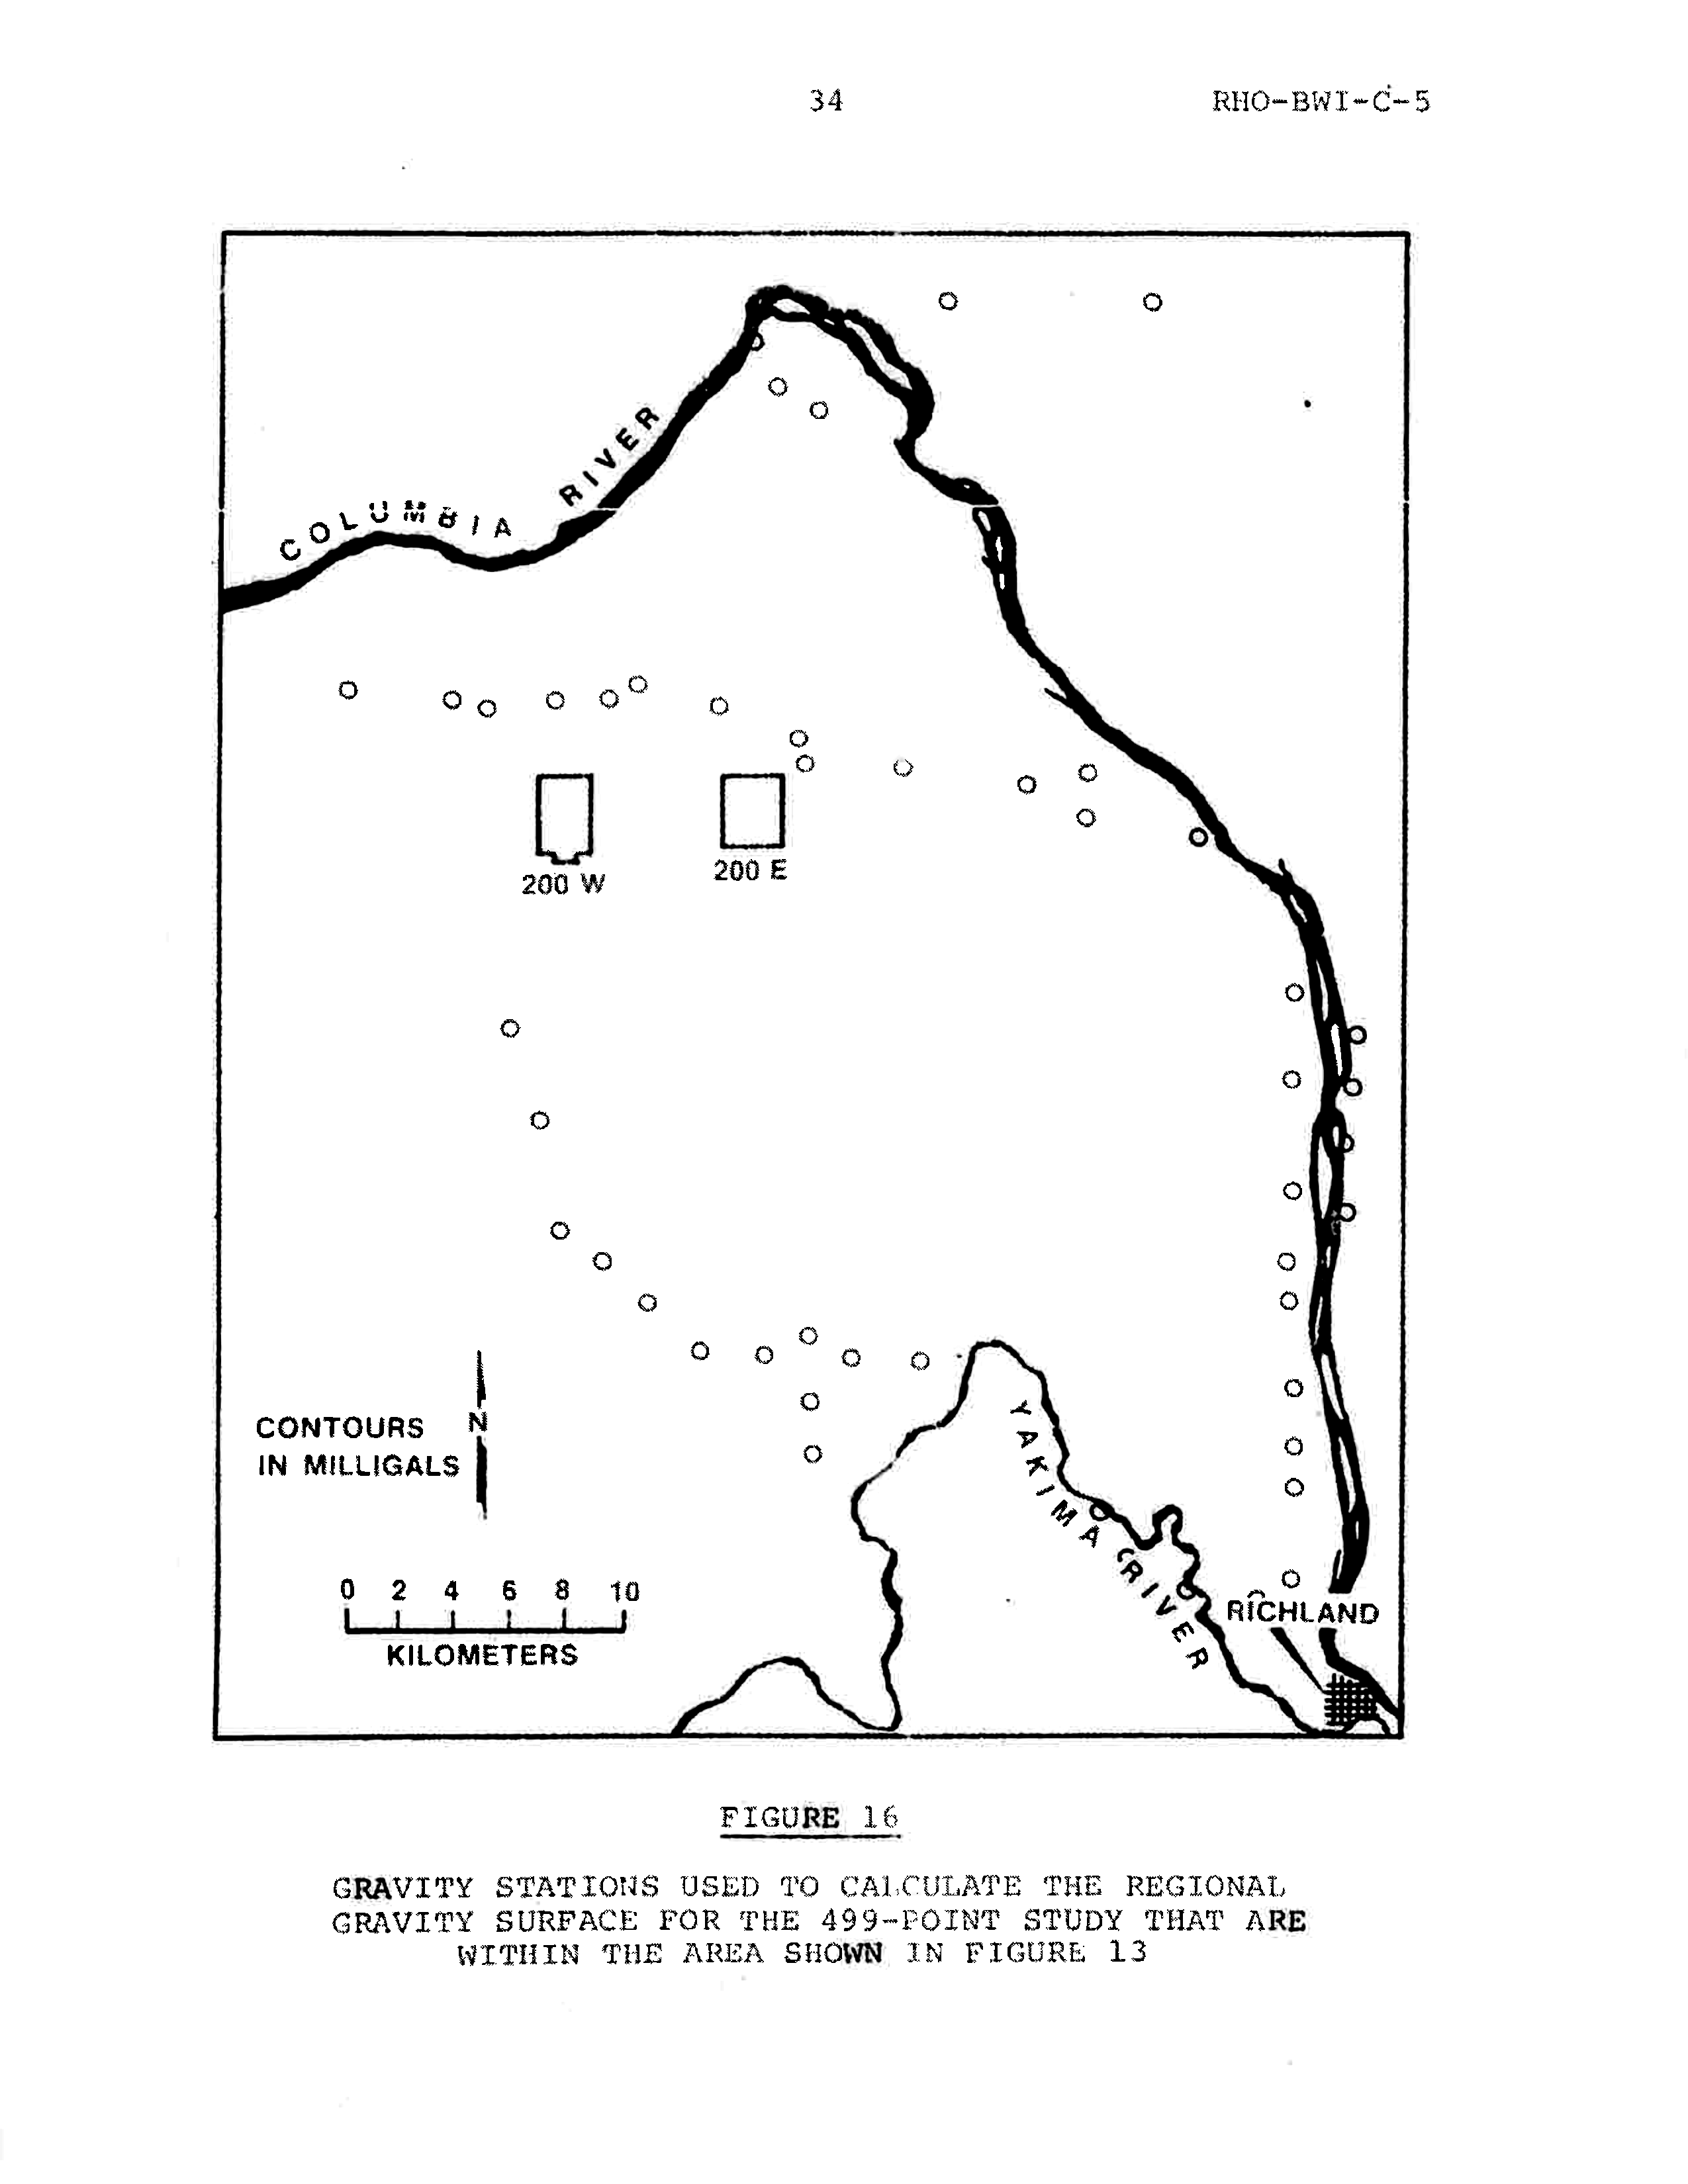 34
RHO-BWI-C-5
COLUMBIA RIVER
200 W
200 E
CONTOURS
IN MILLIGALS
N
YAKIMA RIVER
0 2 4 6 8 10
KILOMETERS
RICHLAND
FIGURE 16
GRAVITY STATIONS USED TO CALCULATE THE REGIONAL
GRAVITY SURFACE FOR THE 499-POINT STUDY THAT ARE
WITHIN THE AREA SHOWN IN FIGURE 13